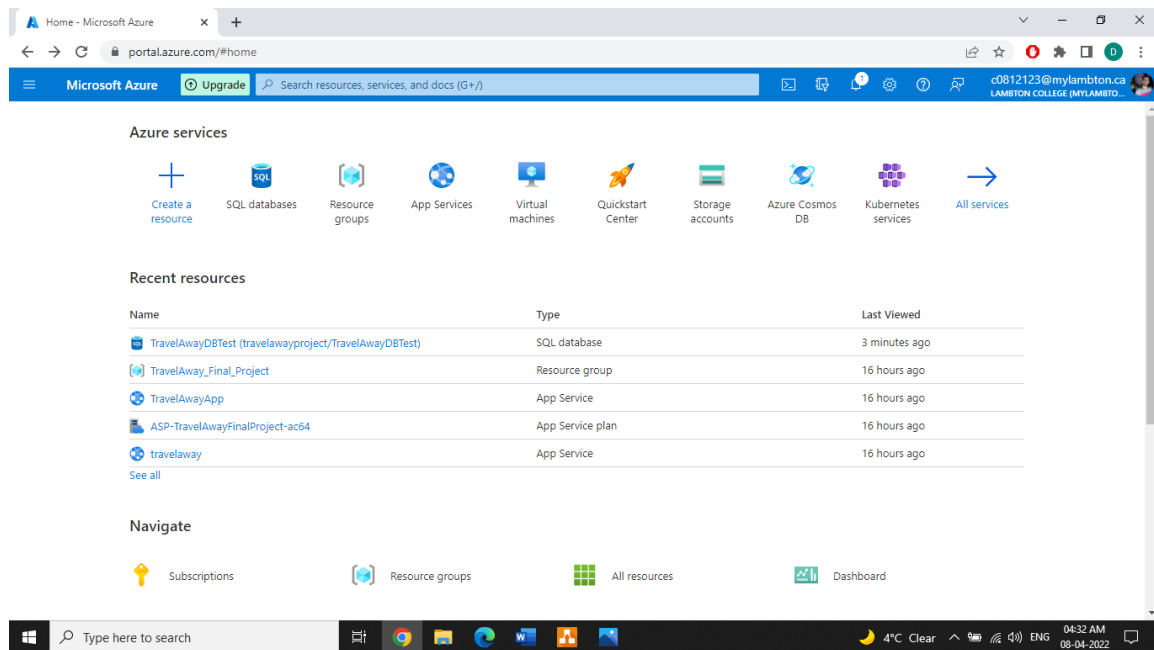 Home - Microsoft Azure
portal.azure.com/#home
D
Microsoft Azure Upgrade Search resources, services, and docs (G+/) 1 c0812123@mylambton.ca
LAMBTON COLLEGE (MYLAMBTO...
Azure services
Create a resource
SQL databases
Resource groups
App Services
Virtual machines
Quickstart Center
Storage accounts
Azure Cosmos DB
Kubernetes services
All services
Recent resources
Name Type Last Viewed
TravelAwayDBTest (travelawayproject/TravelAwayDBTest) SQL database 3 minutes ago
TravelAway_Final_Project Resource group 16 hours ago
TravelAwayApp App Service 16 hours ago
ASP-TravelAwayFinalProject-ac64 App Service plan 16 hours ago
travelaway App Service 16 hours ago
See all
Navigate
Subscriptions Resource groups All resources Dashboard
Type here to search 4°C Clear ENG 04:32 AM
08-04-2022